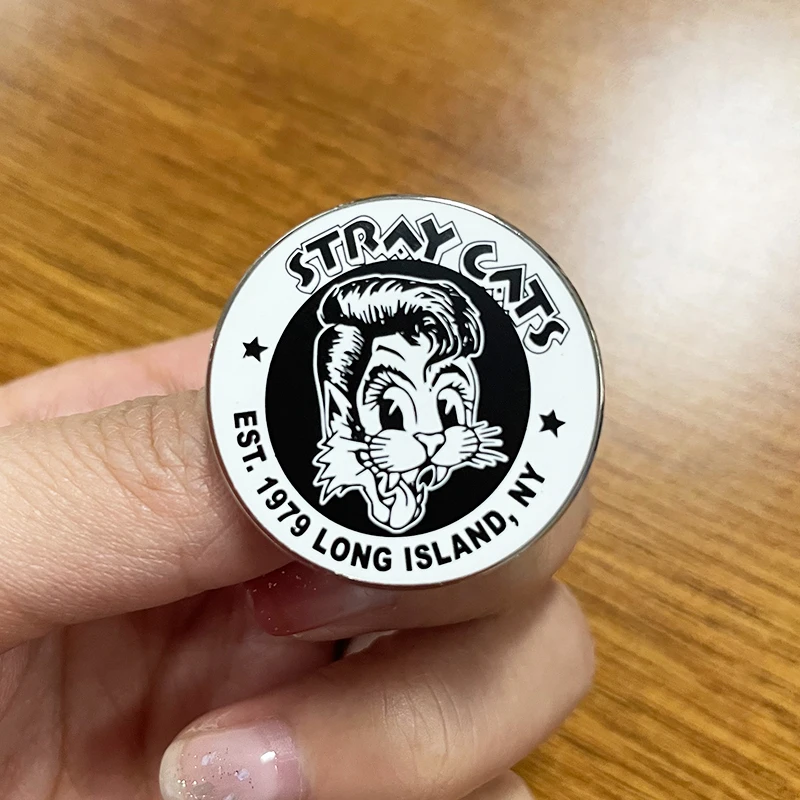 STRAY CATS
EST. 1979 LONG ISLAND, NY